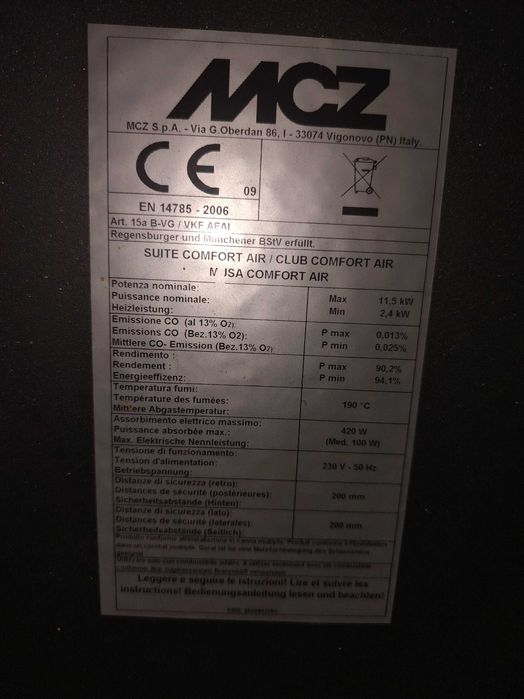 MCZ
MCZ S.p.A. - Via G.Oberdan 86, I - 33074 Vigonovo (PN) Italy.
CE 09
EN 14785 - 2006
Art. 15a B-VG / VKF AEAI
Regensburger und Munchener BStV erfüllt.
SUITE COMFORT AIR / CLUB COMFORT AIR
MUSA COMFORT AIR
Potenza nominale:
Puissance nominale: Max 11,5 kW
Heizleistung: Min 2,4 kW
Emissione CO (al 13% O2):
Emissions CO (Bez.13% O2): P max 0,013%
Mittlere CO- Emission (Bez.13% O2): P min 0,025%
Rendimento :
Rendement : P max 90,2%
Energieeffizenz: P min 94,1%
Temperatura fumi:
Température des fumées: 190 °C
Mittlere Abgastemperatur:
Assorbimento elettrico massimo:
Puissance absorbée max.: 420 W
Max. Elektrische Nennleistung: (Med. 100 W)
Tensione di funzionamento:
Tension d'alimentation: 230 V - 50 Hz
Betriebspannung:
Distanze di sicurezza (retro):
Distances de sécurité (postérieures): 200 mm
Sicherheitsabstände (Hinten):
Distanze di sicurezza (lato):
Distances de sécurité (laterales): 200 mm
Sicherheitsabstände (Seitlich):
Leggere e seguire le istruzioni! Lire et suivre les
instructions! Bedienungsanleitung lesen und beachten!